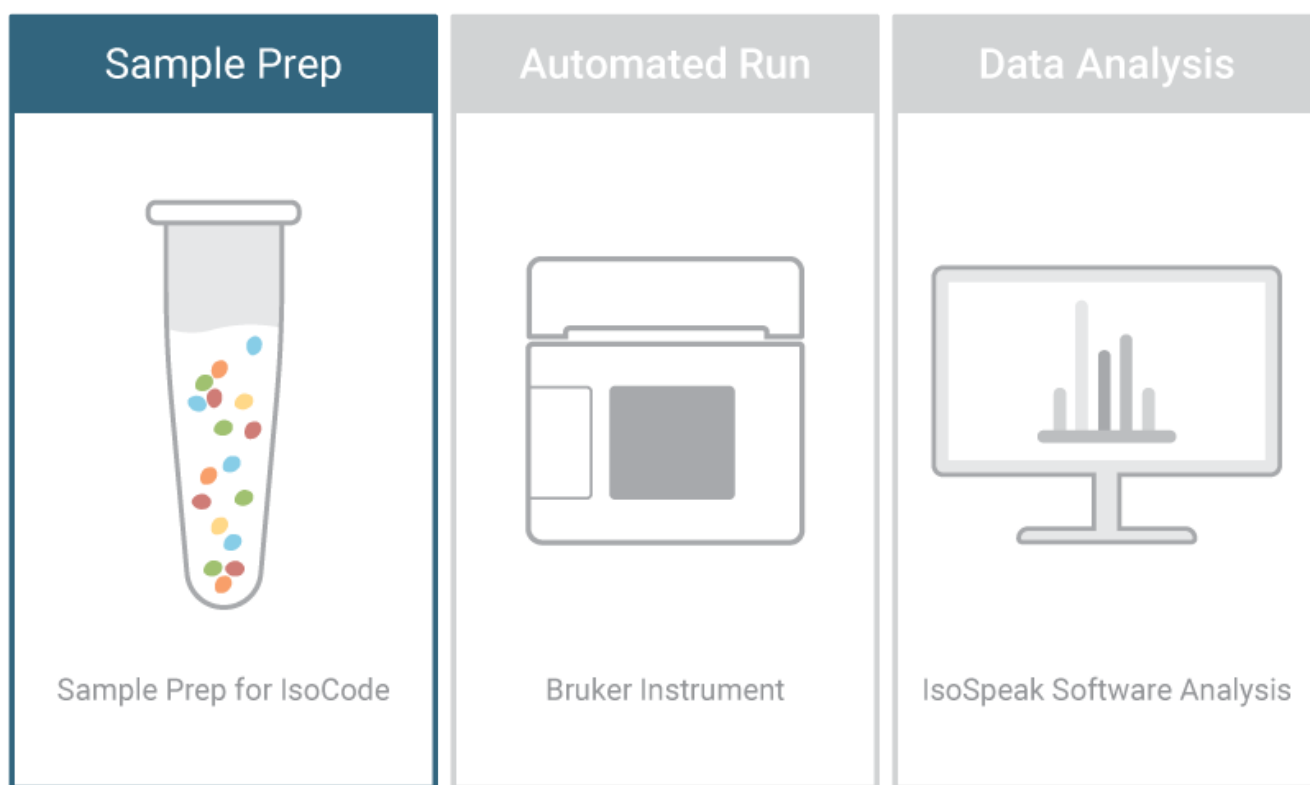 Sample Prep
Automated Run
Data Analysis
Sample Prep for IsoCode
Bruker Instrument
IsoSpeak Software Analysis